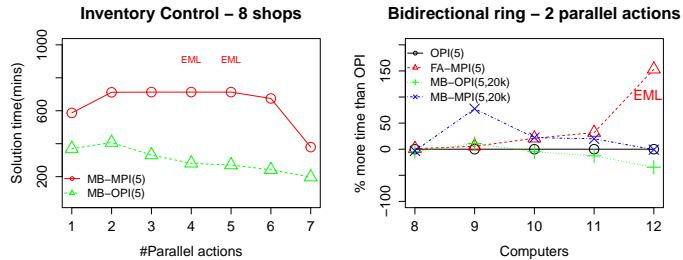 Inventory Control − 8 shops
Solution time(mins)
1000
600
200
EML EML
MB−MPI(5)
MB−OPI(5)
1 2 3 4 5 6 7
#Parallel actions
Bidirectional ring − 2 parallel actions
% more time than OPI
150
50
0
−100
OPI(5)
FA−MPI(5)
MB−OPI(5,20k)
MB−MPI(5,20k)
EML
8 9 10 11 12
Computers